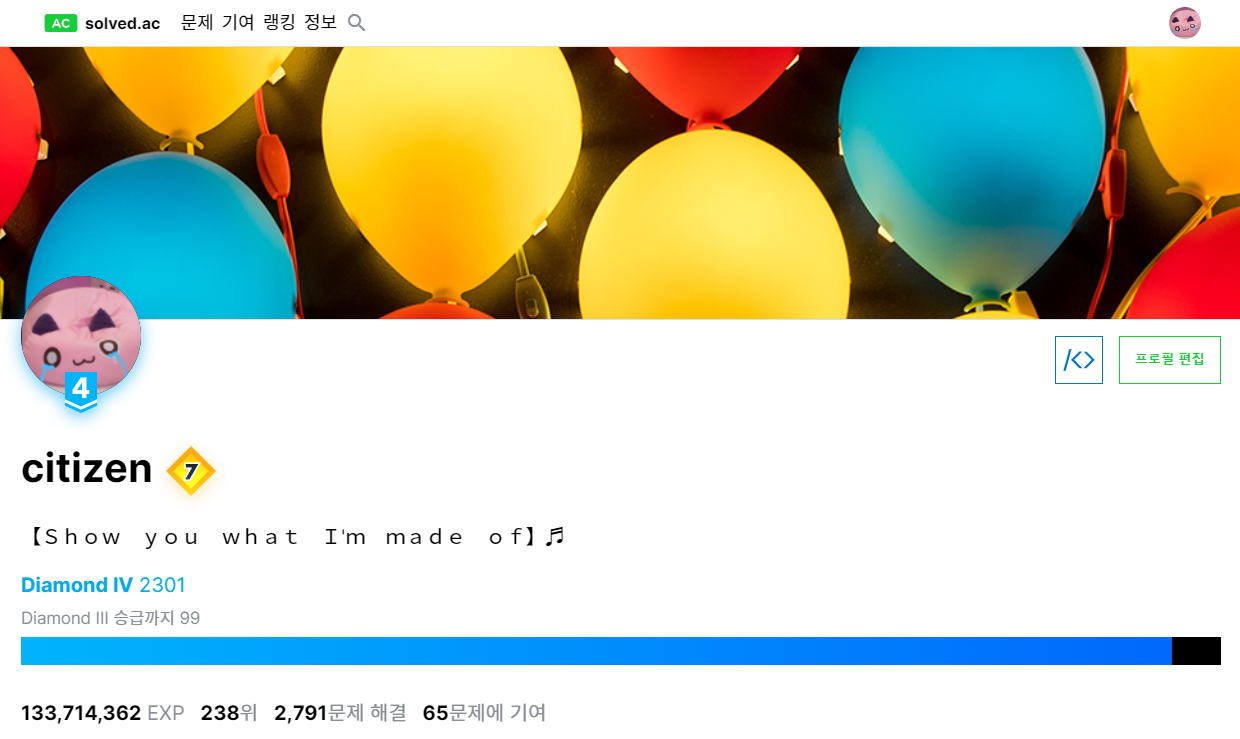 AC solved.ac 문제 기여 랭킹 정보
4
/<> 프로필 편집
citizen 7
【Ｓｈｏｗ　ｙｏｕ　ｗｈａｔ　Ｉ'ｍ　ｍａｄｅ　ｏｆ】♬
Diamond IV 2301
Diamond III 승급까지 99
133,714,362 EXP 238위 2,791문제 해결 65문제에 기여